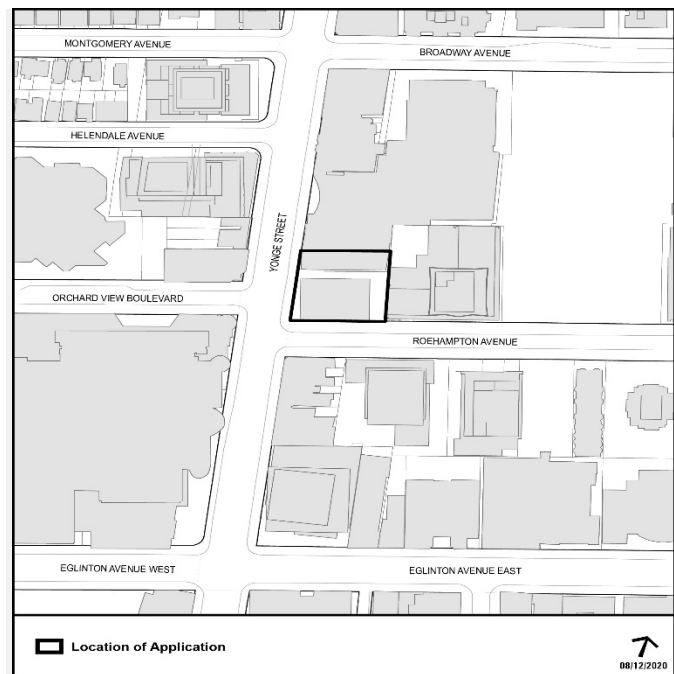 MONTGOMERY AVENUE
BROADWAY AVENUE
HELENDALE AVENUE
YONGE STREET
ORCHARD VIEW BOULEVARD
ROEHAMPTON AVENUE
EGLINTON AVENUE WEST
EGLINTON AVENUE EAST
Location of Application
08/12/2020